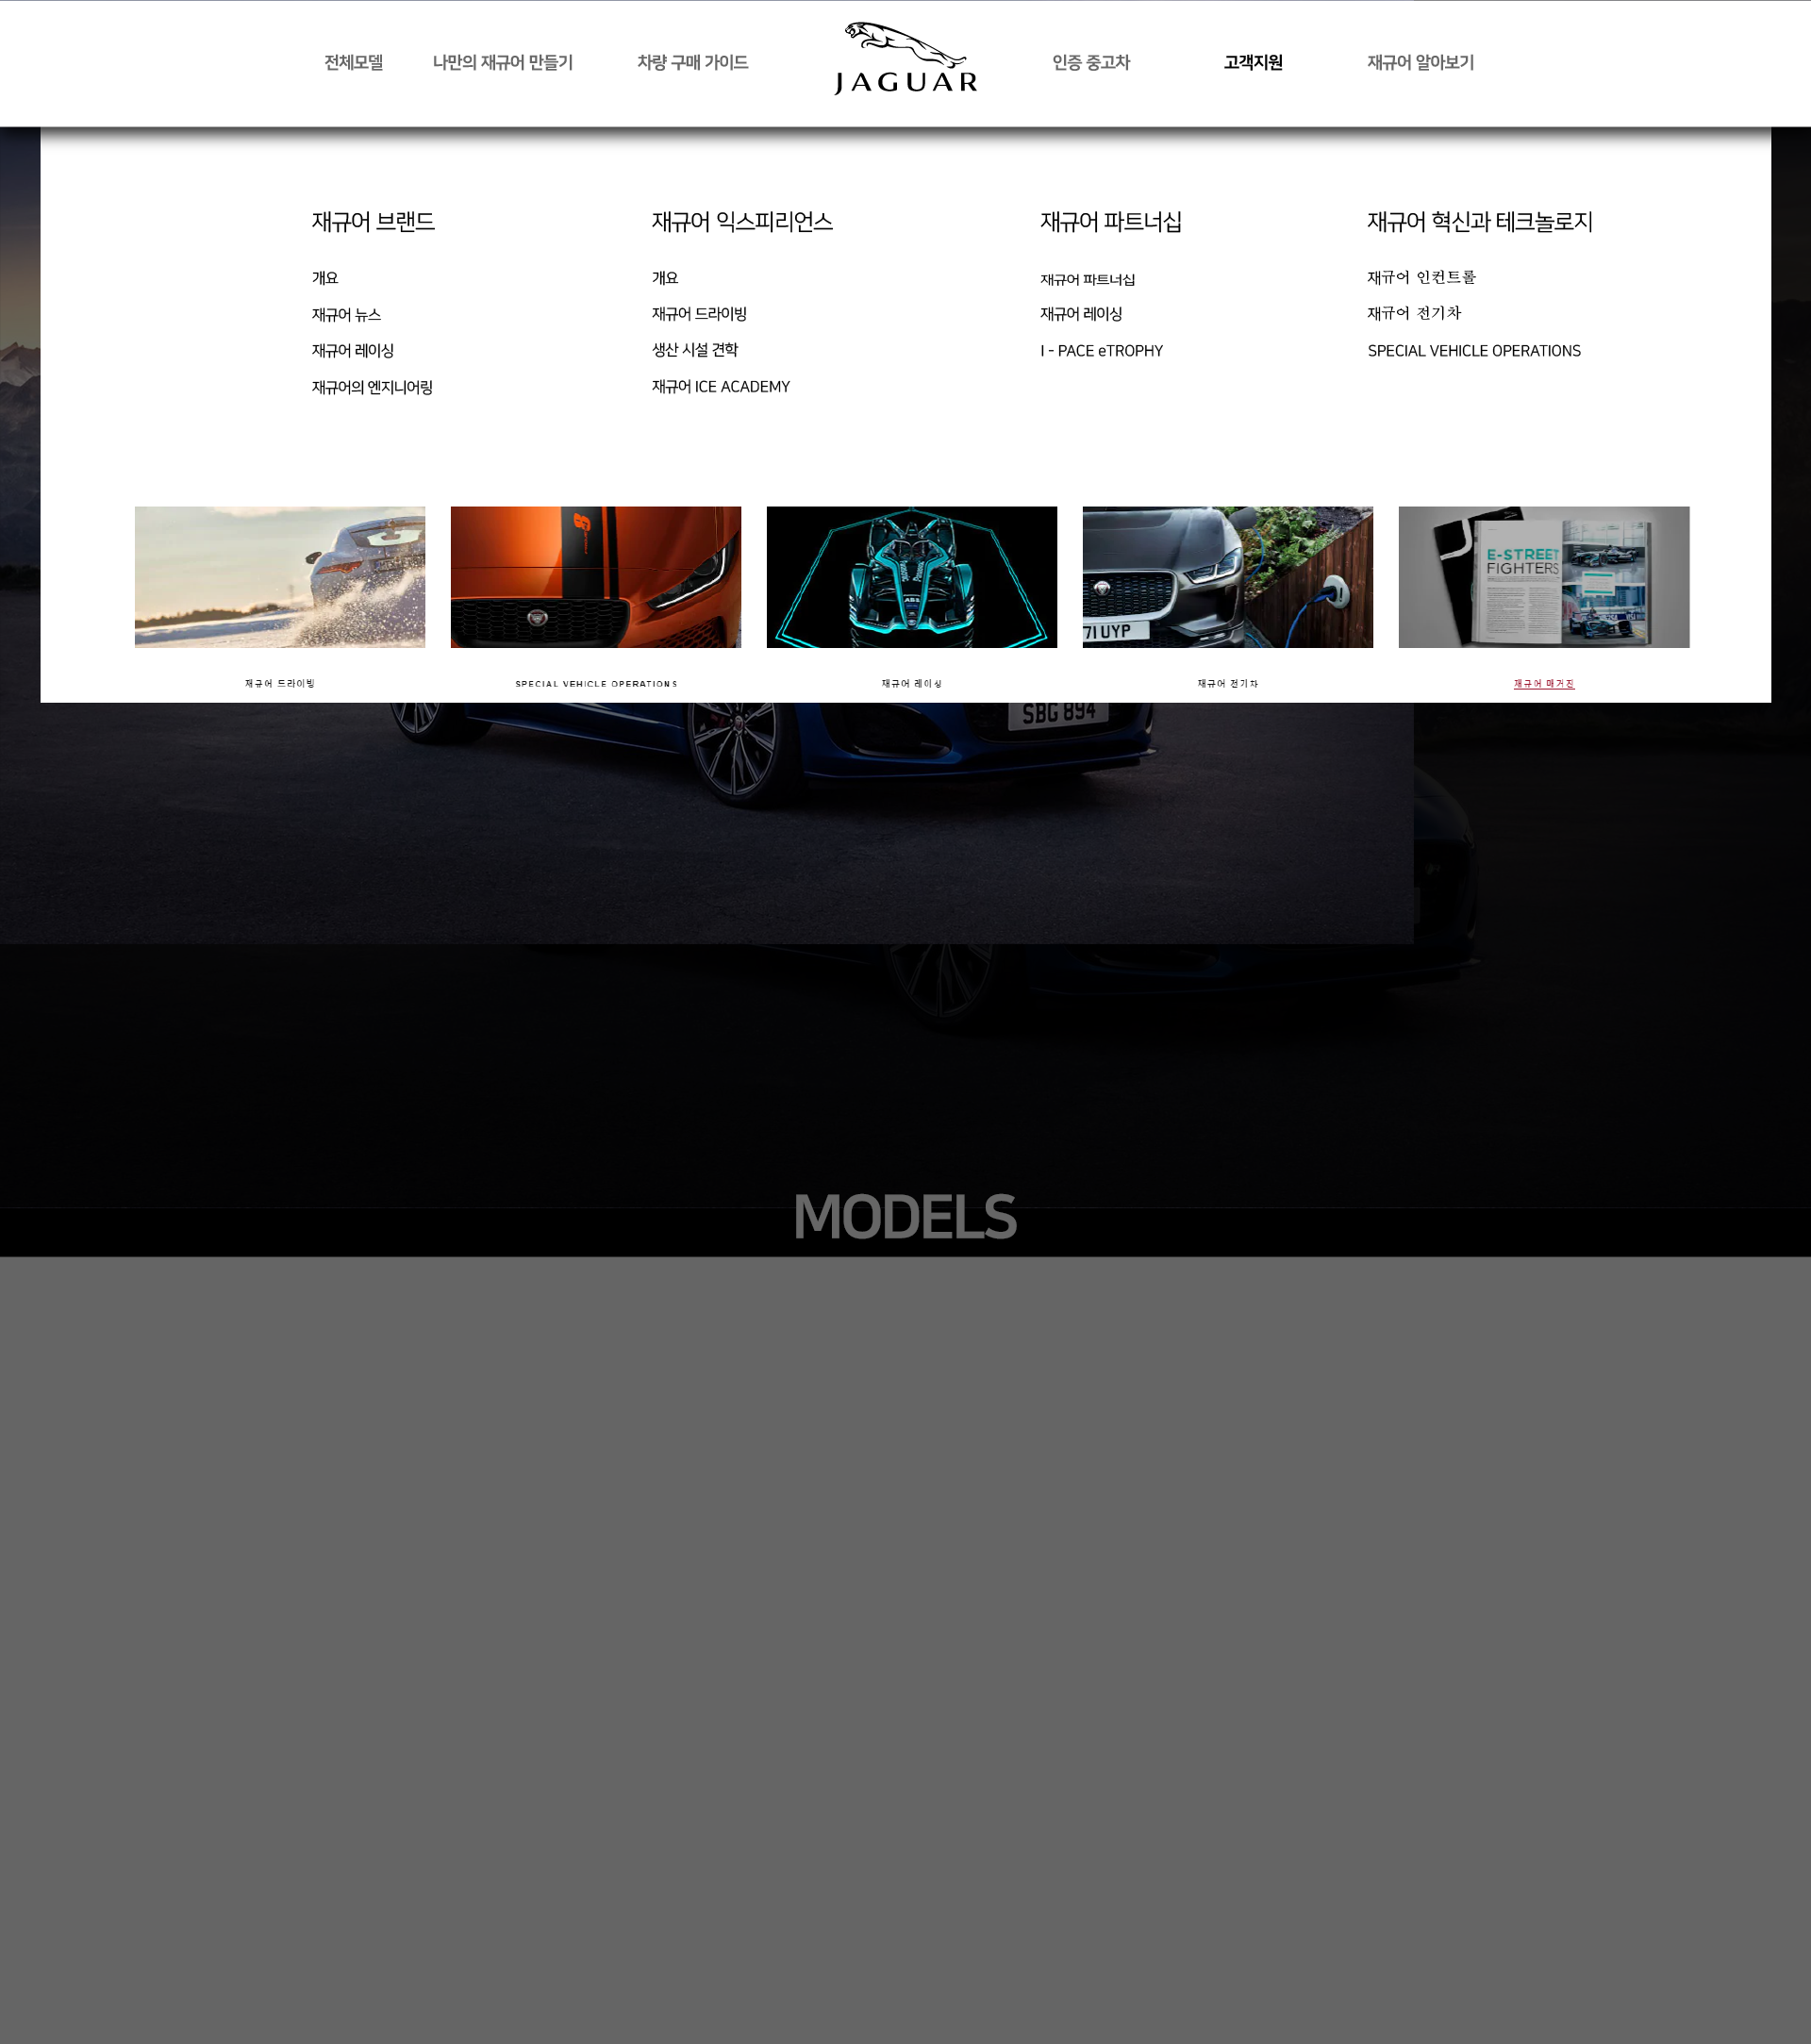 전체모델 나만의 재규어 만들기 차량 구매 가이드 JAGUAR 인증 중고차 고객지원 재규어 알아보기
재규어 브랜드
개요
재규어 뉴스
재규어 레이싱
재규어의 엔지니어링
재규어 익스피리언스
개요
재규어 드라이빙
생산 시설 견학
재규어 ICE ACADEMY
재규어 파트너십
재규어 파트너십
재규어 레이싱
I - PACE eTROPHY
재규어 혁신과 테크놀로지
재규어 인컨트롤
재규어 전기차
SPECIAL VEHICLE OPERATIONS
71 UYP
E-STREET
FIGHTERS
재규어 드라이빙
SPECIAL VEHICLE OPERATIONS
재규어 레이싱
재규어 전기차
재규어 매거진
SBG 894
MODELS